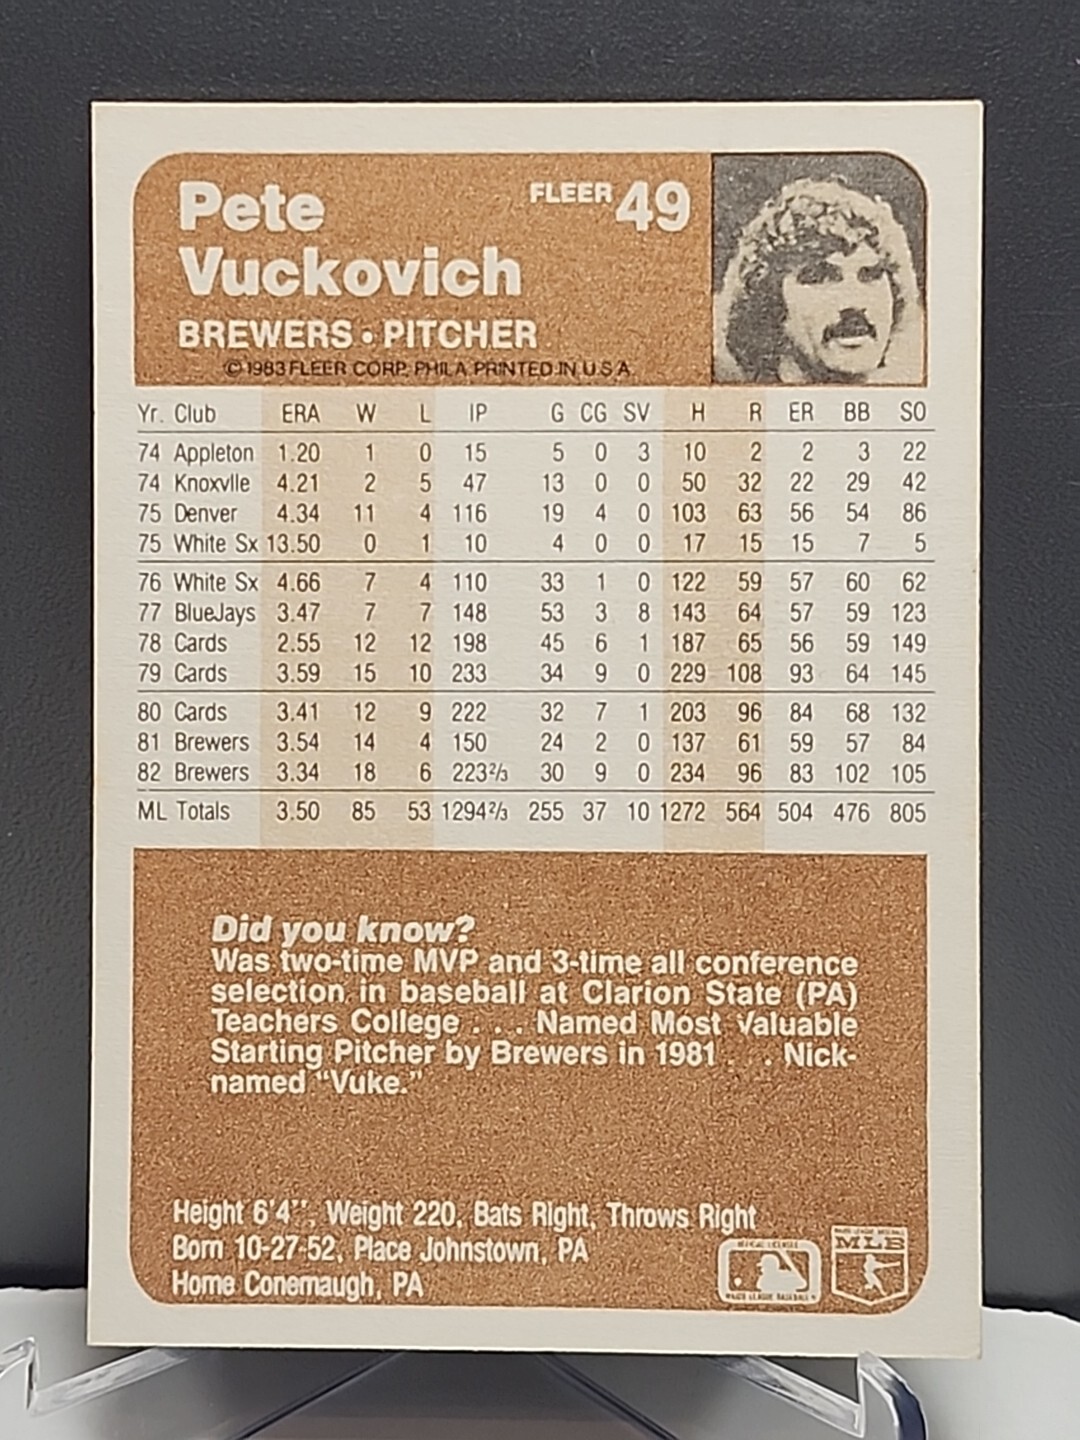 Pete FLEER 49
Vuckovich
BREWERS • PITCHER
© 1983 FLEER CORP. PHILA. PRINTED IN U.S.A.
Yr. Club ERA W L IP G CG SV H R ER BB SO
74 Appleton 1.20 1 0 15 5 0 3 10 2 2 3 22
74 Knoxvlle 4.21 2 5 47 13 0 0 50 32 22 29 42
75 Denver 4.34 11 4 116 19 4 0 103 63 56 54 86
75 White Sx 13.50 0 1 10 4 0 0 17 15 15 7 5
76 White Sx 4.66 7 4 110 33 1 0 122 59 57 60 62
77 BlueJays 3.47 7 7 148 53 3 8 143 64 57 59 123
78 Cards 2.55 12 12 198 45 6 1 187 65 56 59 149
79 Cards 3.59 15 10 233 34 9 0 229 108 93 64 145
80 Cards 3.41 12 9 222 32 7 1 203 96 84 68 132
81 Brewers 3.54 14 4 150 24 2 0 137 61 59 57 84
82 Brewers 3.34 18 6 223 2/3 30 9 0 234 96 83 102 105
ML Totals 3.50 85 53 1294 2/3 255 37 10 1272 564 504 476 805
Did you know?
Was two-time MVP and 3-time all conference
selection in baseball at Clarion State (PA)
Teachers College . . . Named Most Valuable
Starting Pitcher by Brewers in 1981 . . . Nick-
named "Vuke."
Height 6'4", Weight 220, Bats Right, Throws Right
Born 10-27-52, Place Johnstown, PA
Home Conemaugh, PA
MLB